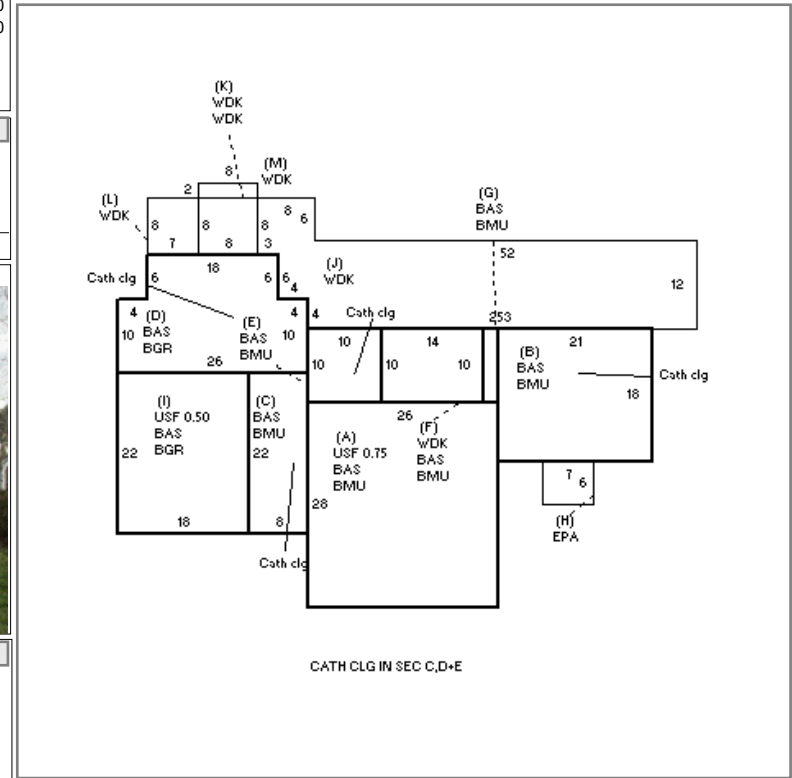 0
0
(K)
WDK
WDK
8
(M)
WDK
2
(L)
WDK
8
8
8
8
6
7
8
3
(G)
BAS
BMU
52
12
18
Cath clg
6
6
6
4
(J)
WDK
4
(D)
BAS
BGR
10
(E)
BAS
BMU
4
10
4
Cath clg
253
26
10
14
10
10
10
21
(B)
BAS
BMU
18
Cath clg
(I)
USF 0.50
BAS
BGR
22
18
(C)
BAS
BMU
22
8
Cath clg
26
(A)
USF 0.75
BAS
BMU
28
(F)
WDK
BAS
BMU
7
6
(H)
EPA
CATH CLG IN SEC C,D+E